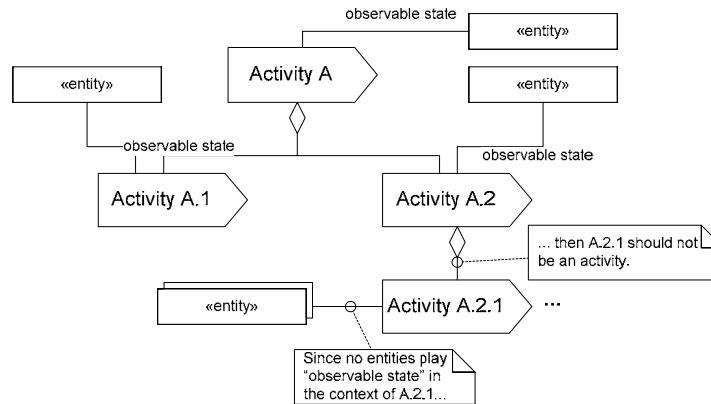 observable state
«entity»
Activity A
«entity»
«entity»
observable state
observable state
Activity A.1
Activity A.2
... then A.2.1 should not
be an activity.
«entity»
Activity A.2.1
...
Since no entities play
“observable state” in
the context of A.2.1...